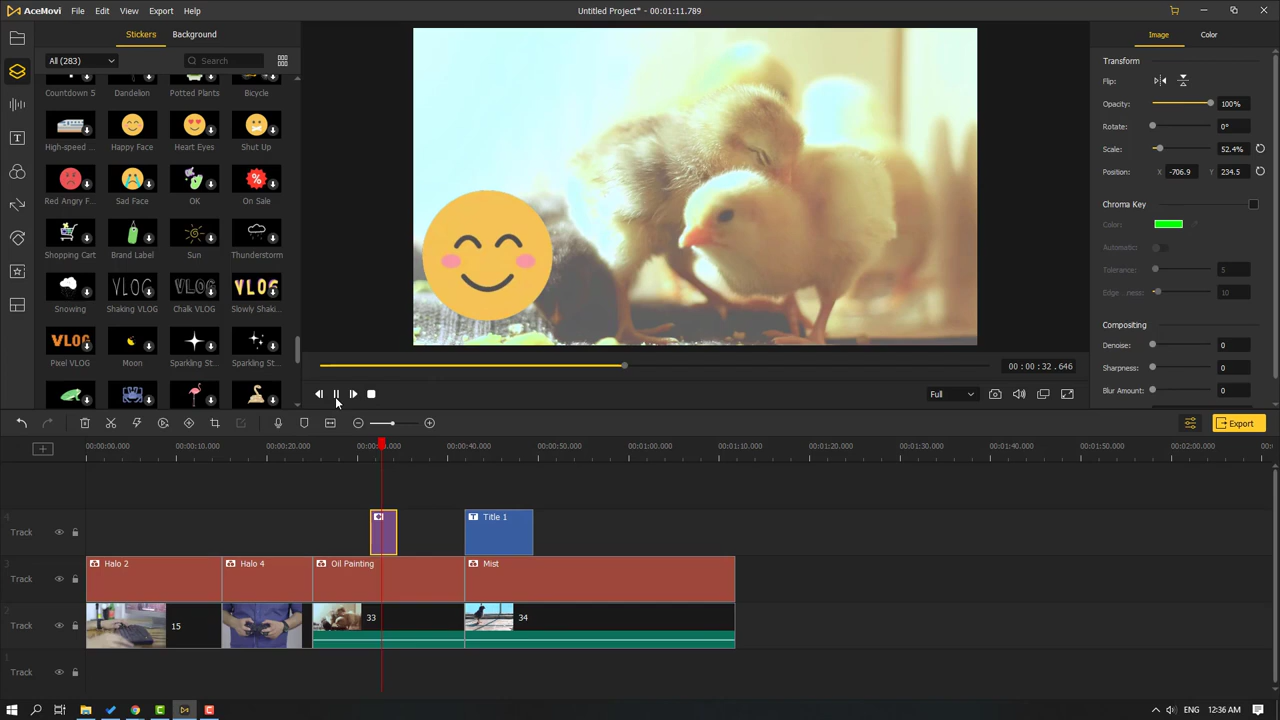 AceMovi File Edit View Export Help
Untitled Project* - 00:01:11.789
Stickers Background
All (283)
Search
Countdown 5 Dandelion Potted Plants Bicycle
High-speed ... Happy Face Heart Eyes Shut Up
Red Angry F... Sad Face OK On Sale
Shopping Cart Brand Label Sun Thunderstorm
VLOG VLOG VLOG
Snowing Shaking VLOG Chalk VLOG Slowly Shaki...
VLOG
Pixel VLOG Moon Sparkling St... Sparkling St...
00 : 00 : 32 . 646
Full
Image Color
Transform
Flip:
Opacity: 100%
Rotate: 0°
Scale: 52.4%
Position: X -706.9 Y 234.5
Chroma Key
Color:
Automatic:
Tolerance: 5
Edge ... ness: 10
Compositing
Denoise: 0
Sharpness: 0
Blur Amount: 0
Export
00:00:00.000 00:00:10.000 00:00:20.000 00:00:40.000 00:00:50.000 00:01:00.000 00:01:10.000 00:01:20.000 00:01:30.000 00:01:40.000 00:01:50.000 00:02:00.000
4
Track
Title 1
3
Track
Halo 2 Halo 4 Oil Painting Mist
2
Track
15 33 34
1
Track
12:36 AM